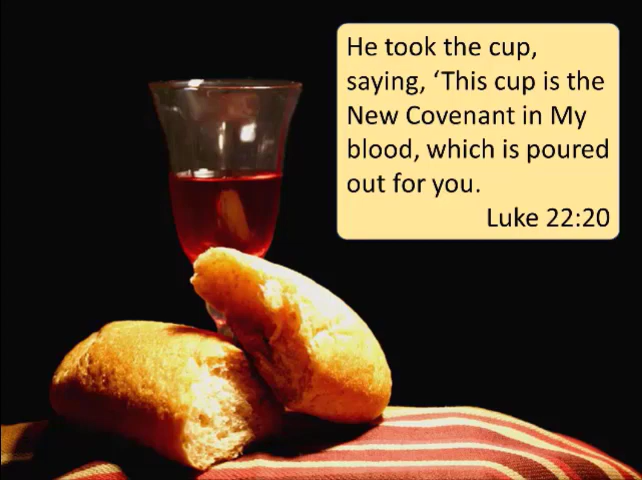 He took the cup,
saying, ‘This cup is the
New Covenant in My
blood, which is poured
out for you.
Luke 22:20